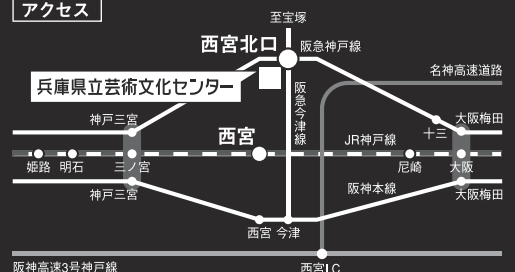 アクセス
至宝塚
西宮北口
阪急神戸線
名神高速道路
兵庫県立芸術文化センター
阪急今津線
神戸三宮
大阪梅田
十三
西宮
JR神戸線
姫路
明石
三ノ宮
尼崎
大阪
神戸三宮
阪神本線
大阪梅田
西宮
今津
阪神高速3号神戸線
西宮I.C